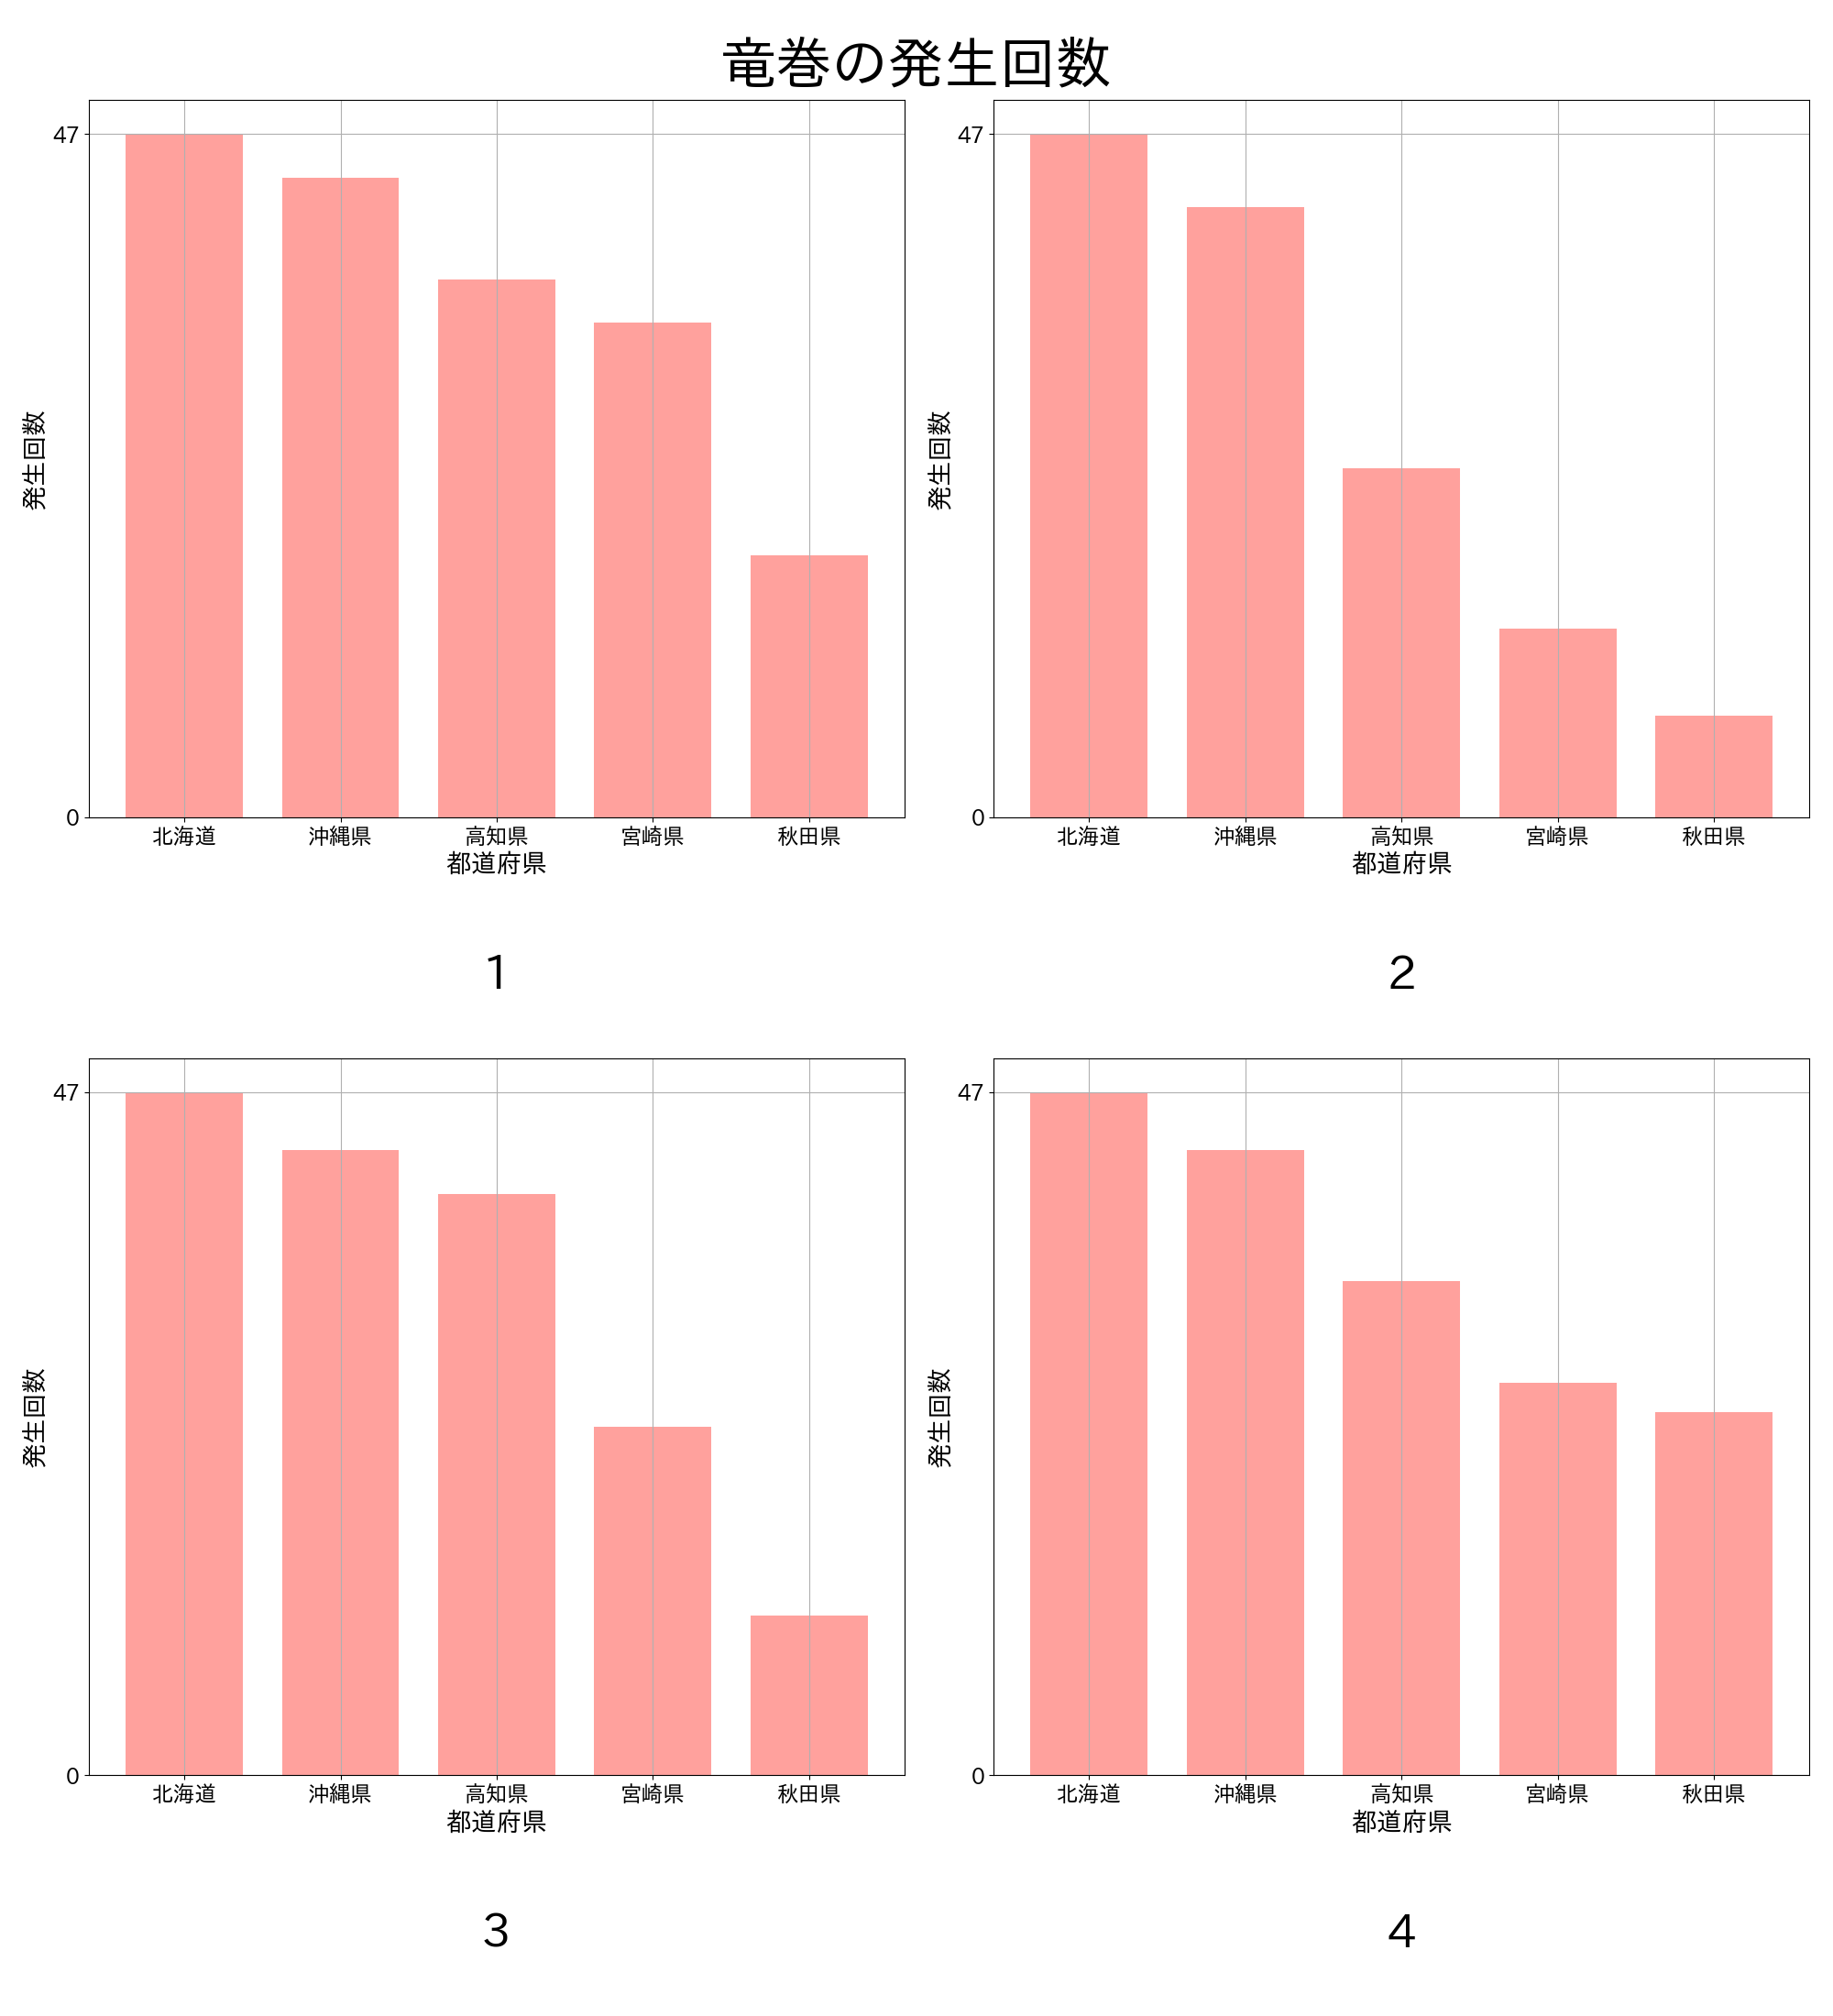 竜巻の発生回数
47
0
発生回数
北海道 沖縄県 高知県 宮崎県 秋田県
都道府県
1
47
0
発生回数
北海道 沖縄県 高知県 宮崎県 秋田県
都道府県
2
47
0
発生回数
北海道 沖縄県 高知県 宮崎県 秋田県
都道府県
3
47
0
発生回数
北海道 沖縄県 高知県 宮崎県 秋田県
都道府県
4